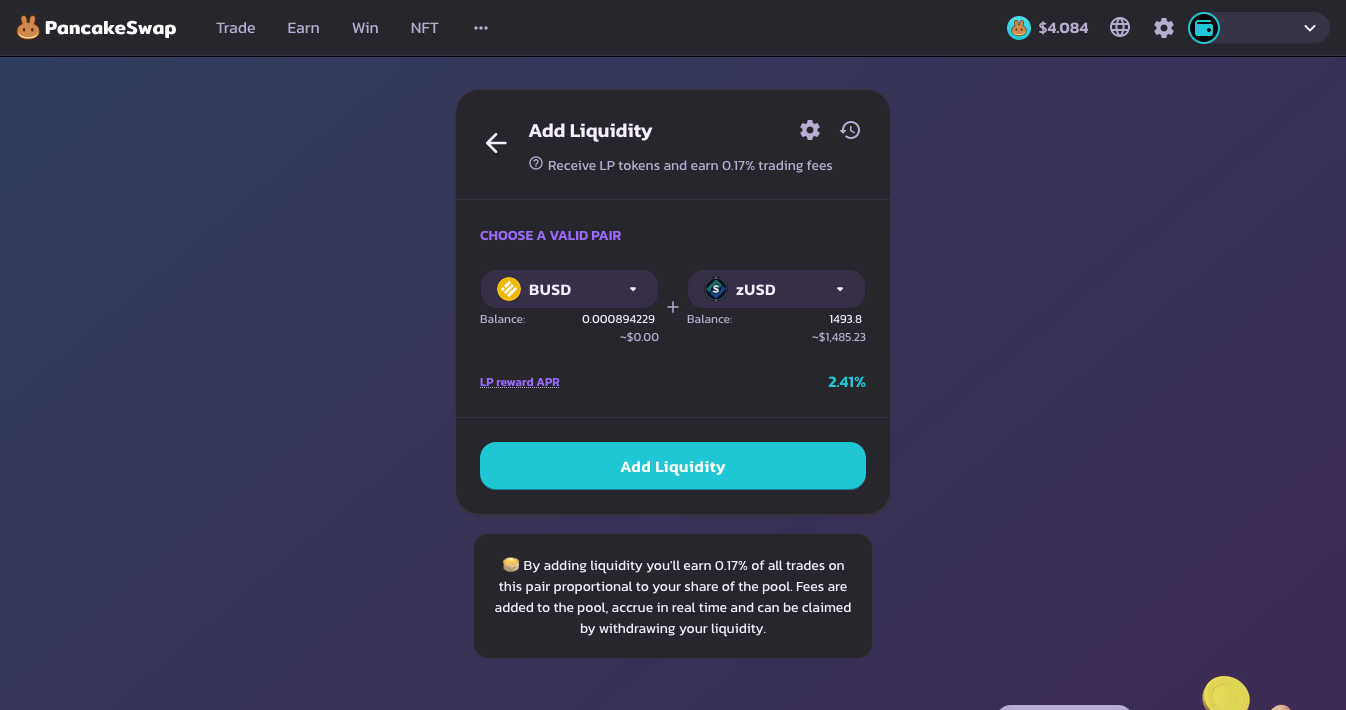 PancakeSwap Trade Earn Win NFT ... $4.084
Add Liquidity
Receive LP tokens and earn 0.17% trading fees
CHOOSE A VALID PAIR
BUSD + zUSD
Balance: 0.000894229 Balance: 1493.8
~$0.00 ~$1,485.23
LP reward APR 2.41%
Add Liquidity
By adding liquidity you'll earn 0.17% of all trades on
this pair proportional to your share of the pool. Fees are
added to the pool, accrue in real time and can be claimed
by withdrawing your liquidity.